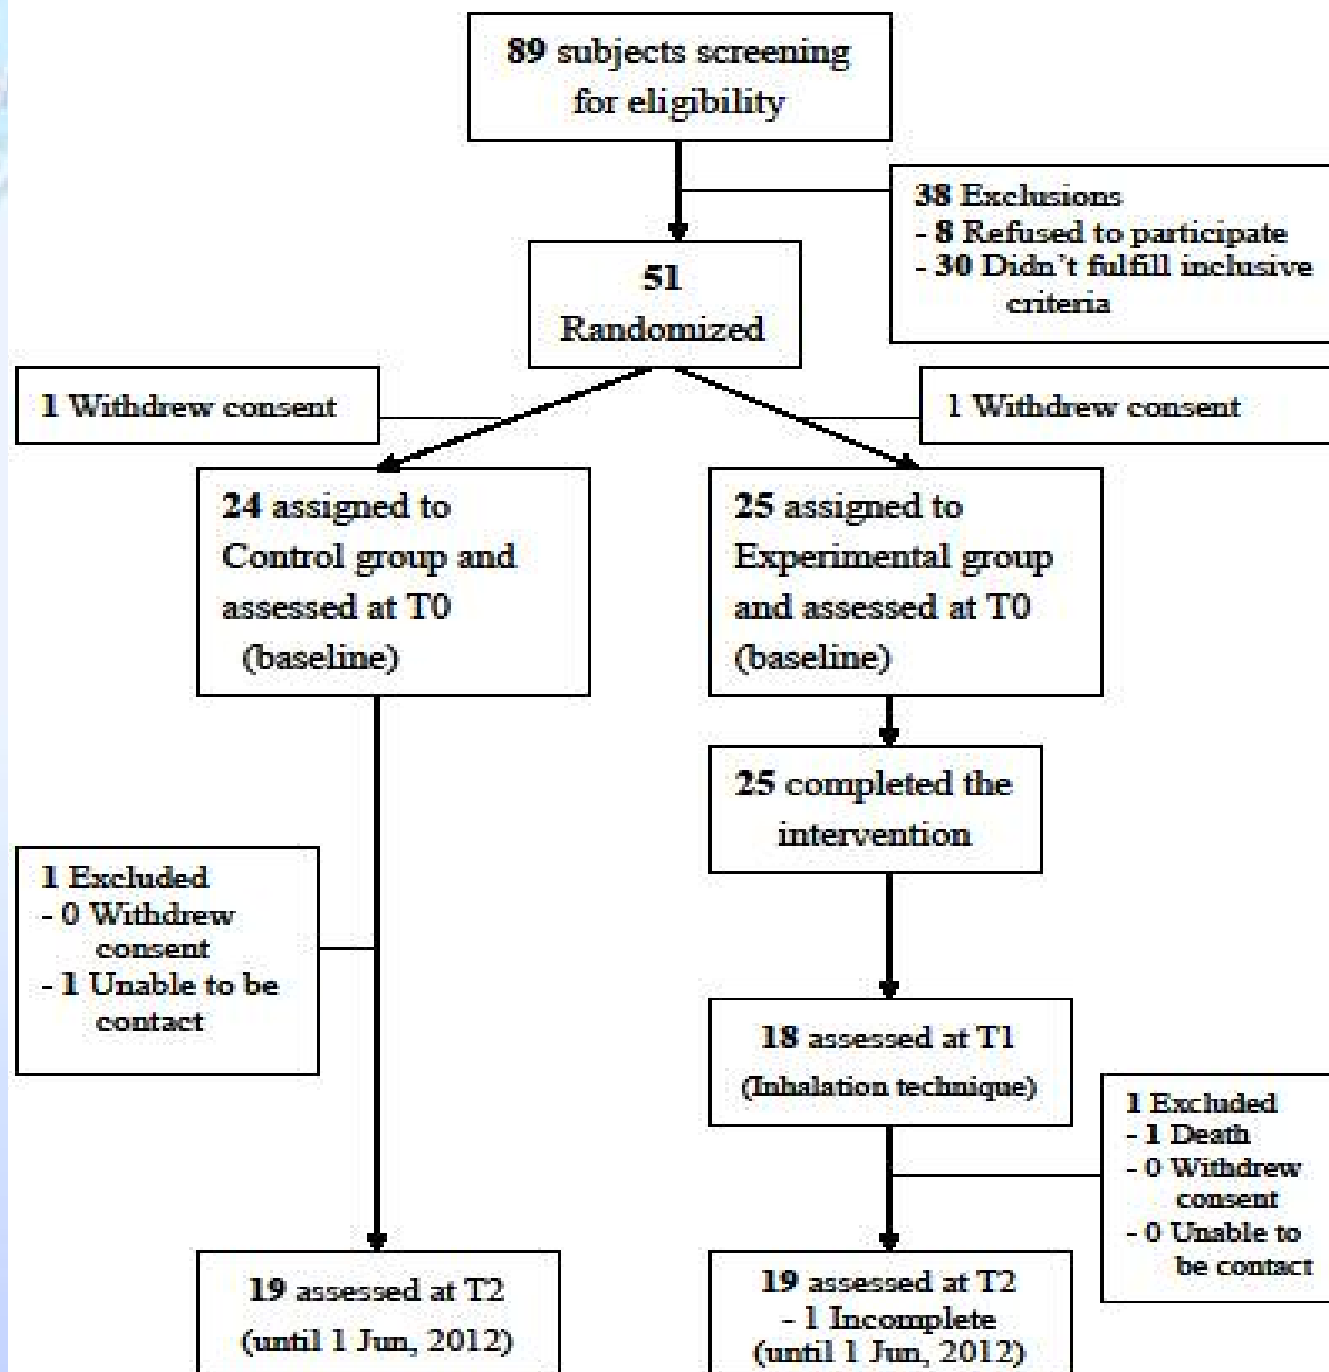 89 subjects screening
for eligibility
38 Exclusions
- 8 Refused to participate
- 30 Didn't fulfill inclusive
criteria
51
Randomized
1 Withdrew consent
1 Withdrew consent
24 assigned to
Control group and
assessed at T0
(baseline)
25 assigned to
Experimental group
and assessed at T0
(baseline)
25 completed the
intervention
1 Excluded
- 0 Withdrew
consent
- 1 Unable to be
contact
18 assessed at T1
(Inhalation technique)
1 Excluded
- 1 Death
- 0 Withdrew
consent
- 0 Unable to
be contact
19 assessed at T2
(until 1 Jun, 2012)
19 assessed at T2
- 1 Incomplete
(until 1 Jun, 2012)